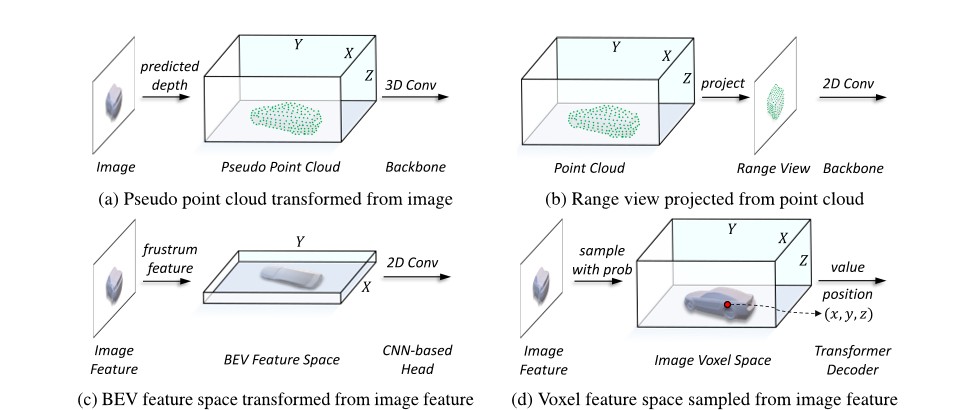 Y
X
Z
predicted
depth
3D Conv
Image
Pseudo Point Cloud
Backbone
(a) Pseudo point cloud transformed from image
Y
X
Z
project
2D Conv
Point Cloud
Range View
Backbone
(b) Range view projected from point cloud
frustrum
feature
Y
X
2D Conv
Image
Feature
BEV Feature Space
CNN-based
Head
(c) BEV feature space transformed from image feature
sample
with prob
Y
X
Z
value
position
(x, y, z)
Image
Feature
Image Voxel Space
Transformer
Decoder
(d) Voxel feature space sampled from image feature